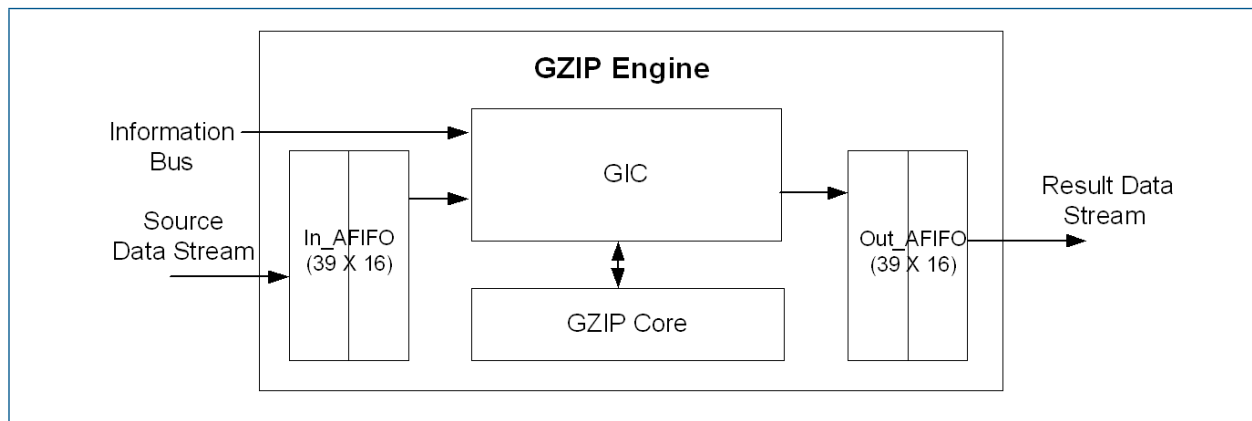 GZIP Engine
Information
Bus
GIC
Source
Data Stream
In_AFIFO
(39 X 16)
Out_AFIFO
(39 X 16)
Result Data
Stream
GZIP Core